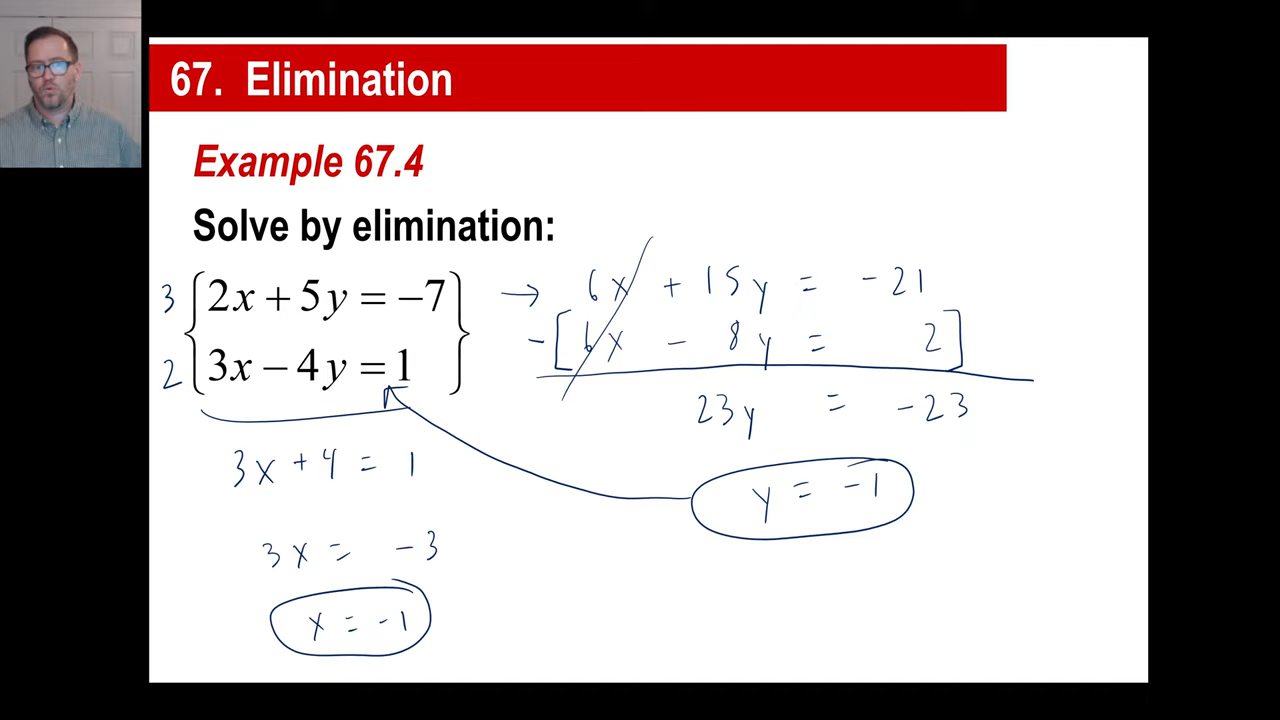 67. Elimination
Example 67.4
Solve by elimination:
3 2x + 5y = −7 → 6x + 15y = -21
2 3x − 4y = 1 - [ 6x - 8y = 2 ]
23y = -23
3x + 4 = 1
y = -1
3x = -3
x = -1